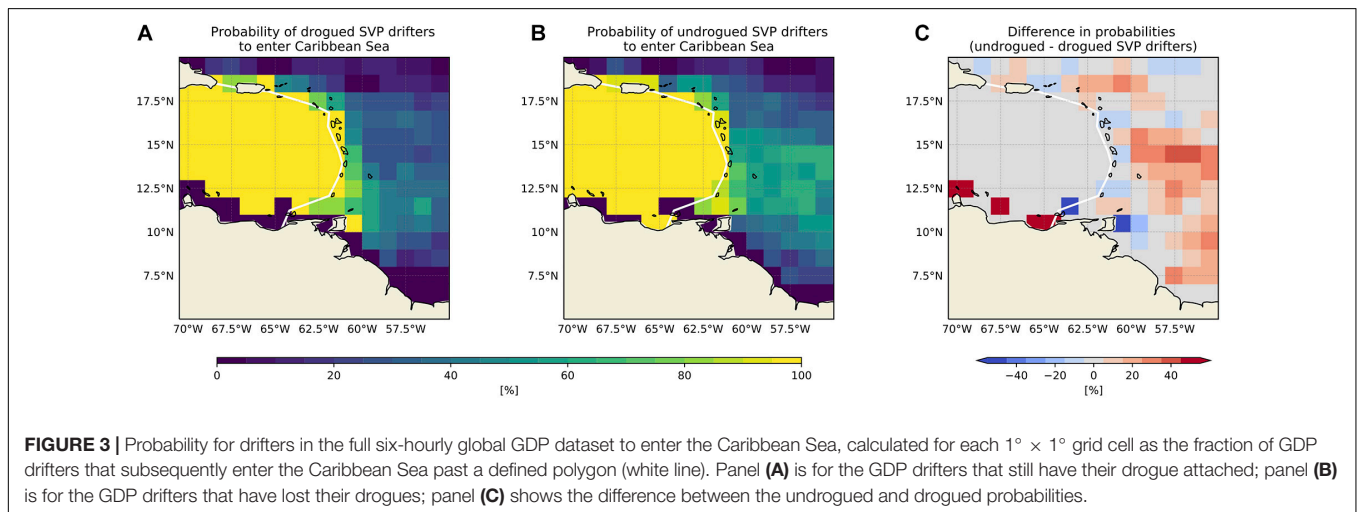 A
Probability of drogued SVP drifters
to enter Caribbean Sea
B
Probability of undrogued SVP drifters
to enter Caribbean Sea
C
Difference in probabilities
(undrogued - drogued SVP drifters)
17.5°N
15°N
12.5°N
10°N
7.5°N
70°W 67.5°W 65°W 62.5°W 60°W 57.5°W
17.5°N
15°N
12.5°N
10°N
7.5°N
70°W 67.5°W 65°W 62.5°W 60°W 57.5°W
17.5°N
15°N
12.5°N
10°N
7.5°N
70°W 67.5°W 65°W 62.5°W 60°W 57.5°W
0 20 40 60 80 100
[%]
−40 −20 0 20 40
[%]
FIGURE 3 | Probability for drifters in the full six-hourly global GDP dataset to enter the Caribbean Sea, calculated for each 1° × 1° grid cell as the fraction of GDP
drifters that subsequently enter the Caribbean Sea past a defined polygon (white line). Panel (A) is for the GDP drifters that still have their drogue attached; panel (B)
is for the GDP drifters that have lost their drogues; panel (C) shows the difference between the undrogued and drogued probabilities.